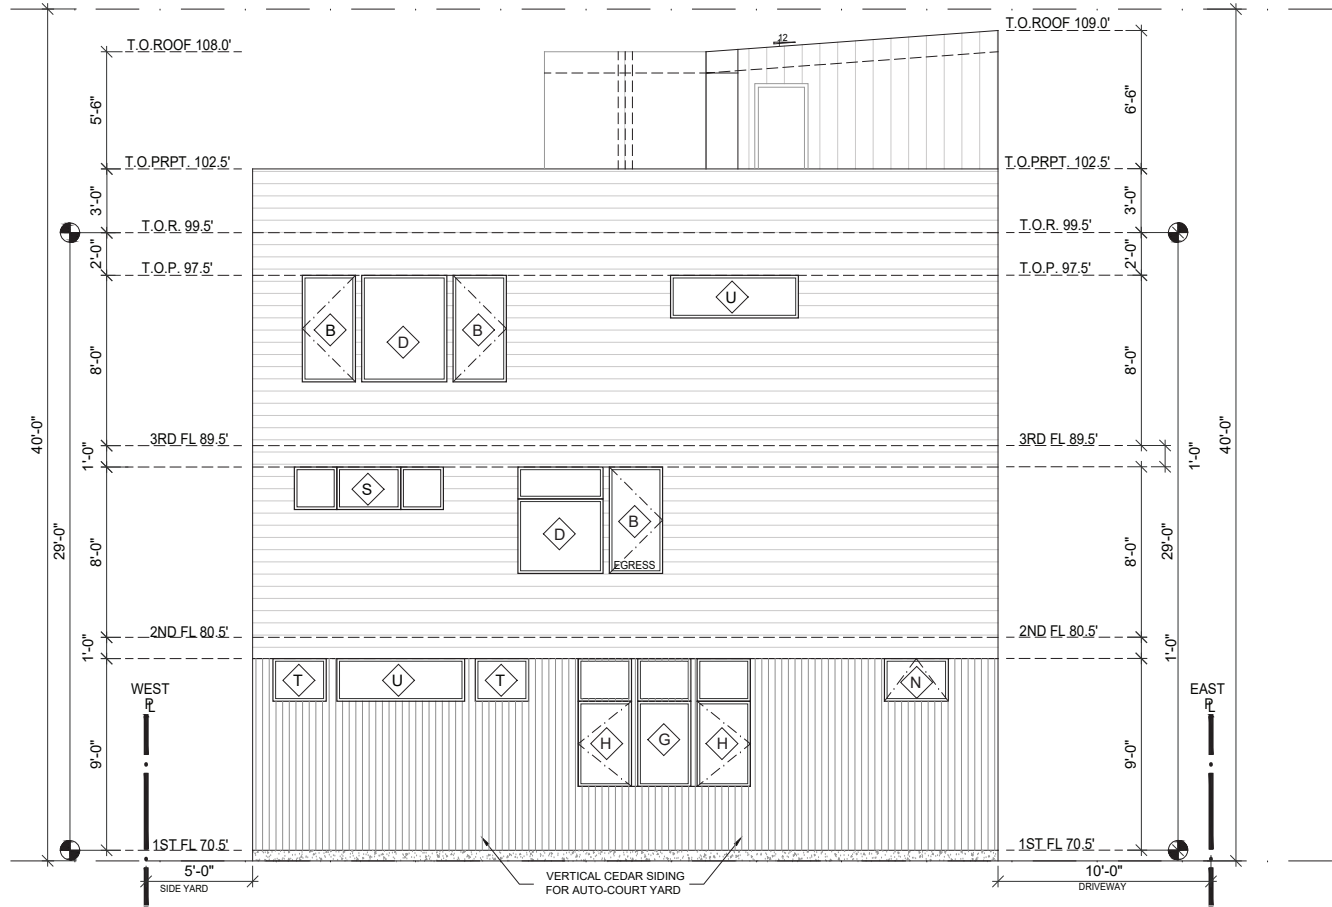 T.O.ROOF 109.0'
12
T.O.ROOF 108.0'
5'-6"
6'-6"
T.O.PRPT. 102.5'
T.O.PRPT. 102.5'
3'-0"
3'-0"
T.O.R. 99.5'
T.O.R. 99.5'
2'-0"
2'-0"
T.O.P. 97.5'
T.O.P. 97.5'
U
B
D
B
8'-0"
8'-0"
40'-0"
40'-0"
3RD FL 89.5'
3RD FL 89.5'
1'-0"
1'-0"
S
D
B
EGRESS
29'-0"
8'-0"
8'-0"
29'-0"
2ND FL 80.5'
2ND FL 80.5'
1'-0"
1'-0"
T
U
T
N
WEST
PL
EAST
PL
H
G
H
9'-0"
9'-0"
1ST FL 70.5'
1ST FL 70.5'
5'-0"
SIDE YARD
VERTICAL CEDAR SIDING
FOR AUTO-COURT YARD
10'-0"
DRIVEWAY